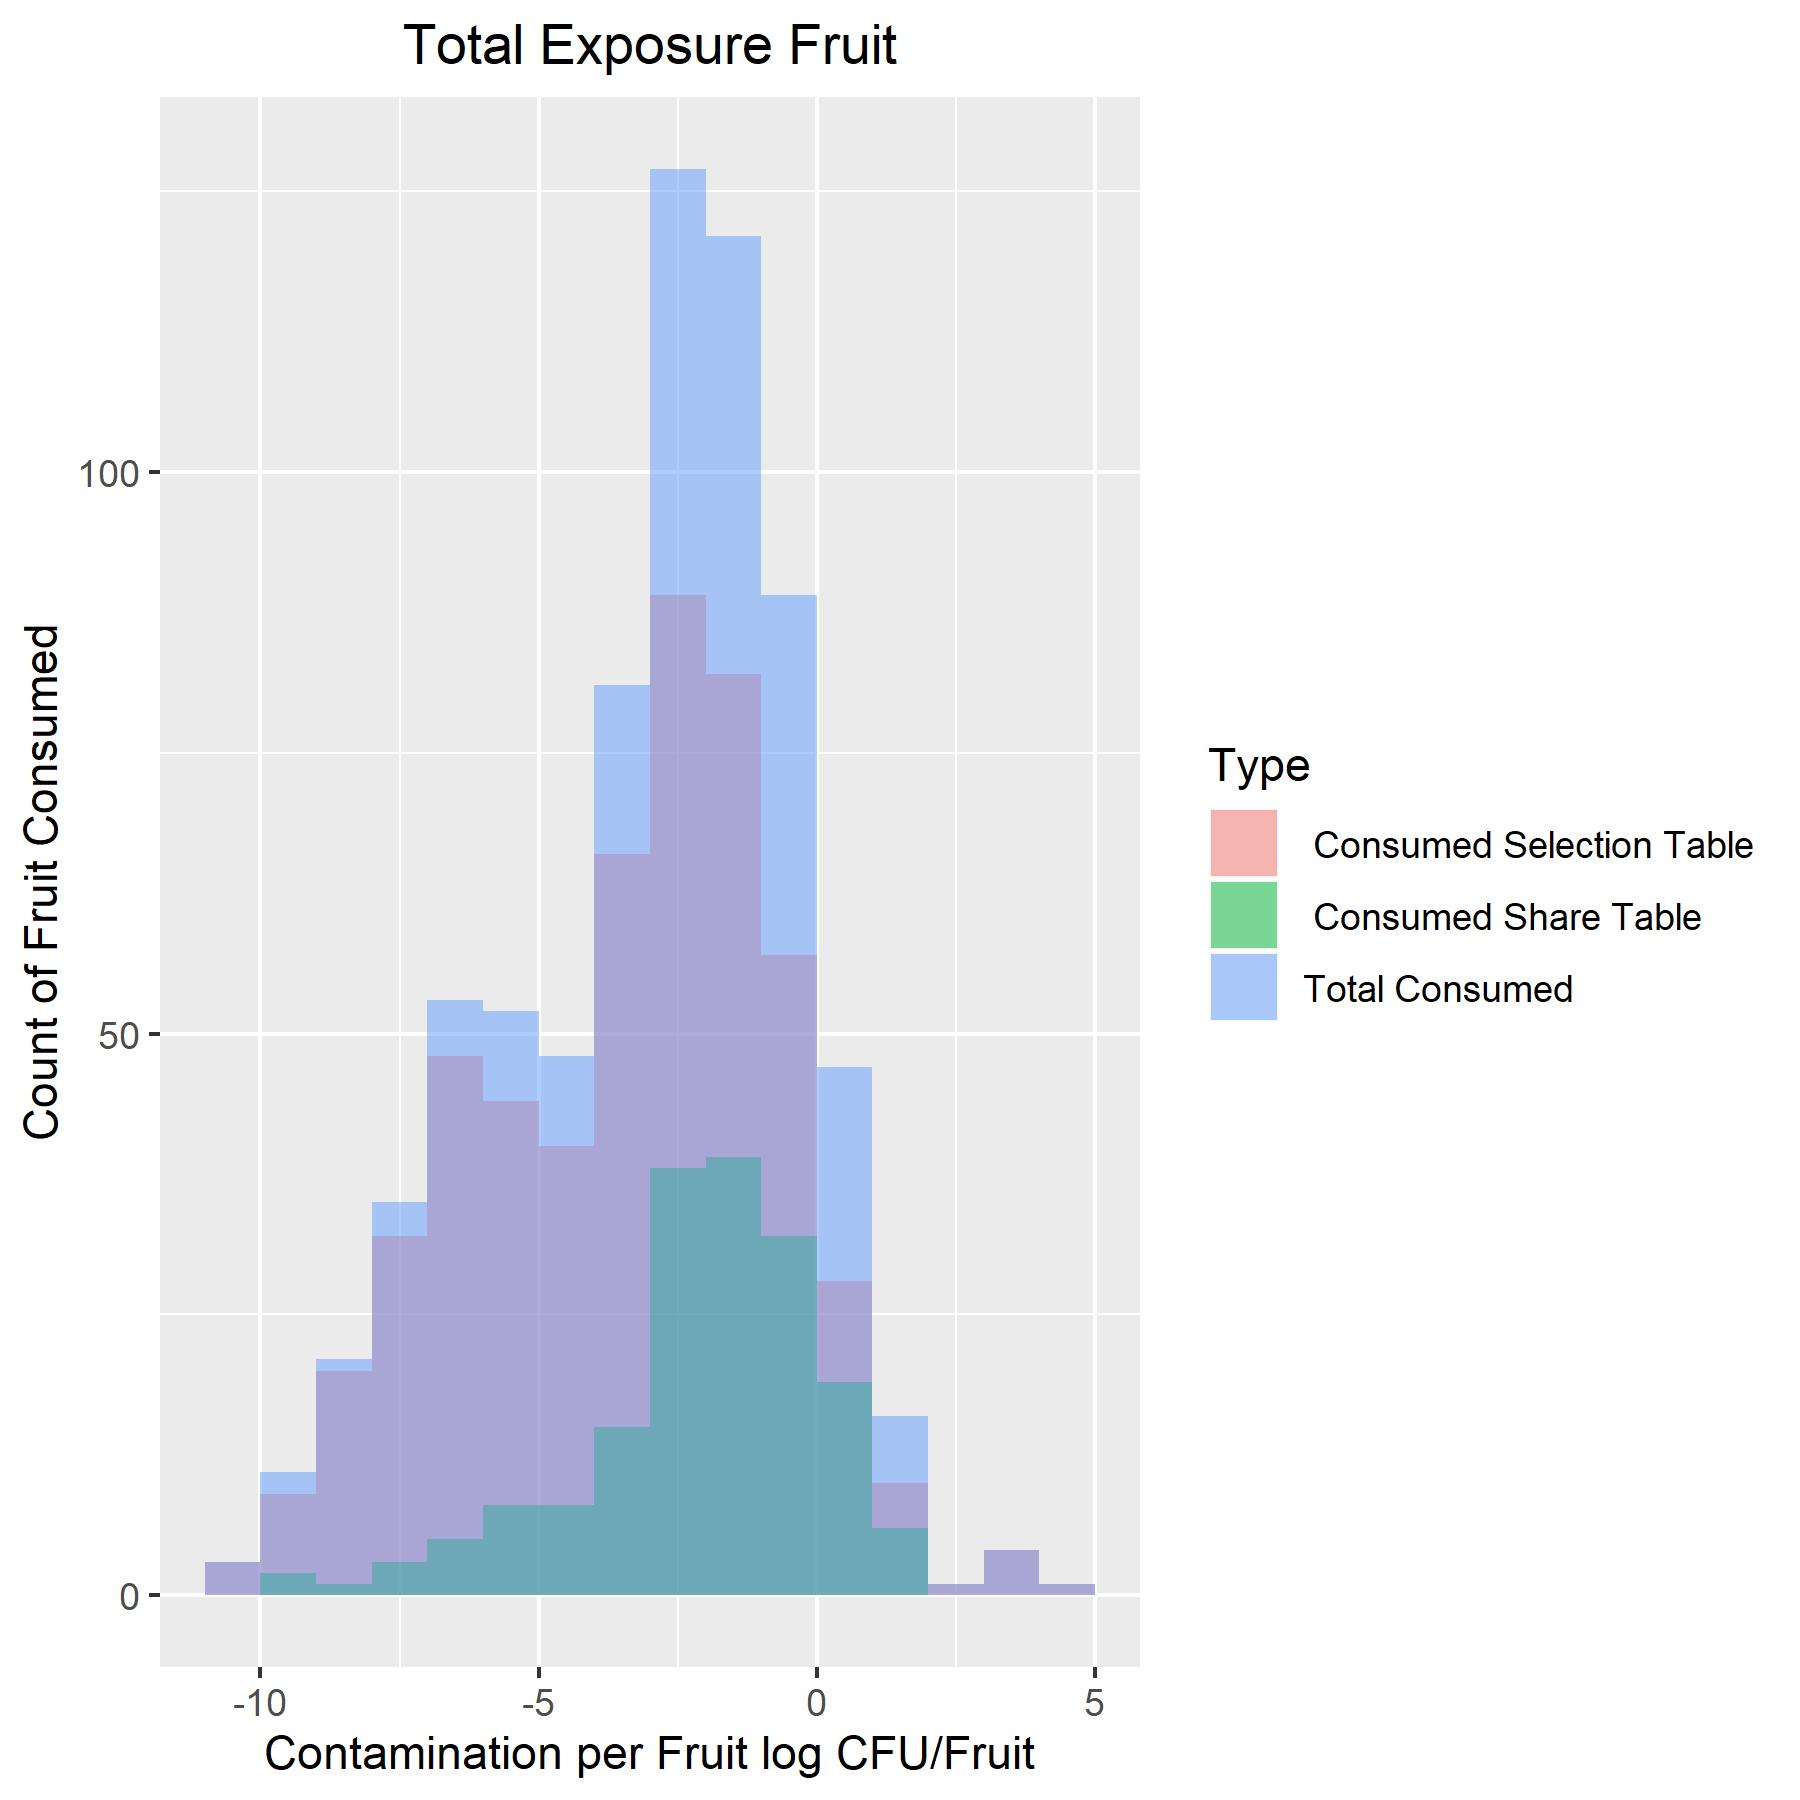 Total Exposure Fruit
Count of Fruit Consumed
100
50
0
-10
-5
0
5
Contamination per Fruit log CFU/Fruit
Type
Consumed Selection Table
Consumed Share Table
Total Consumed